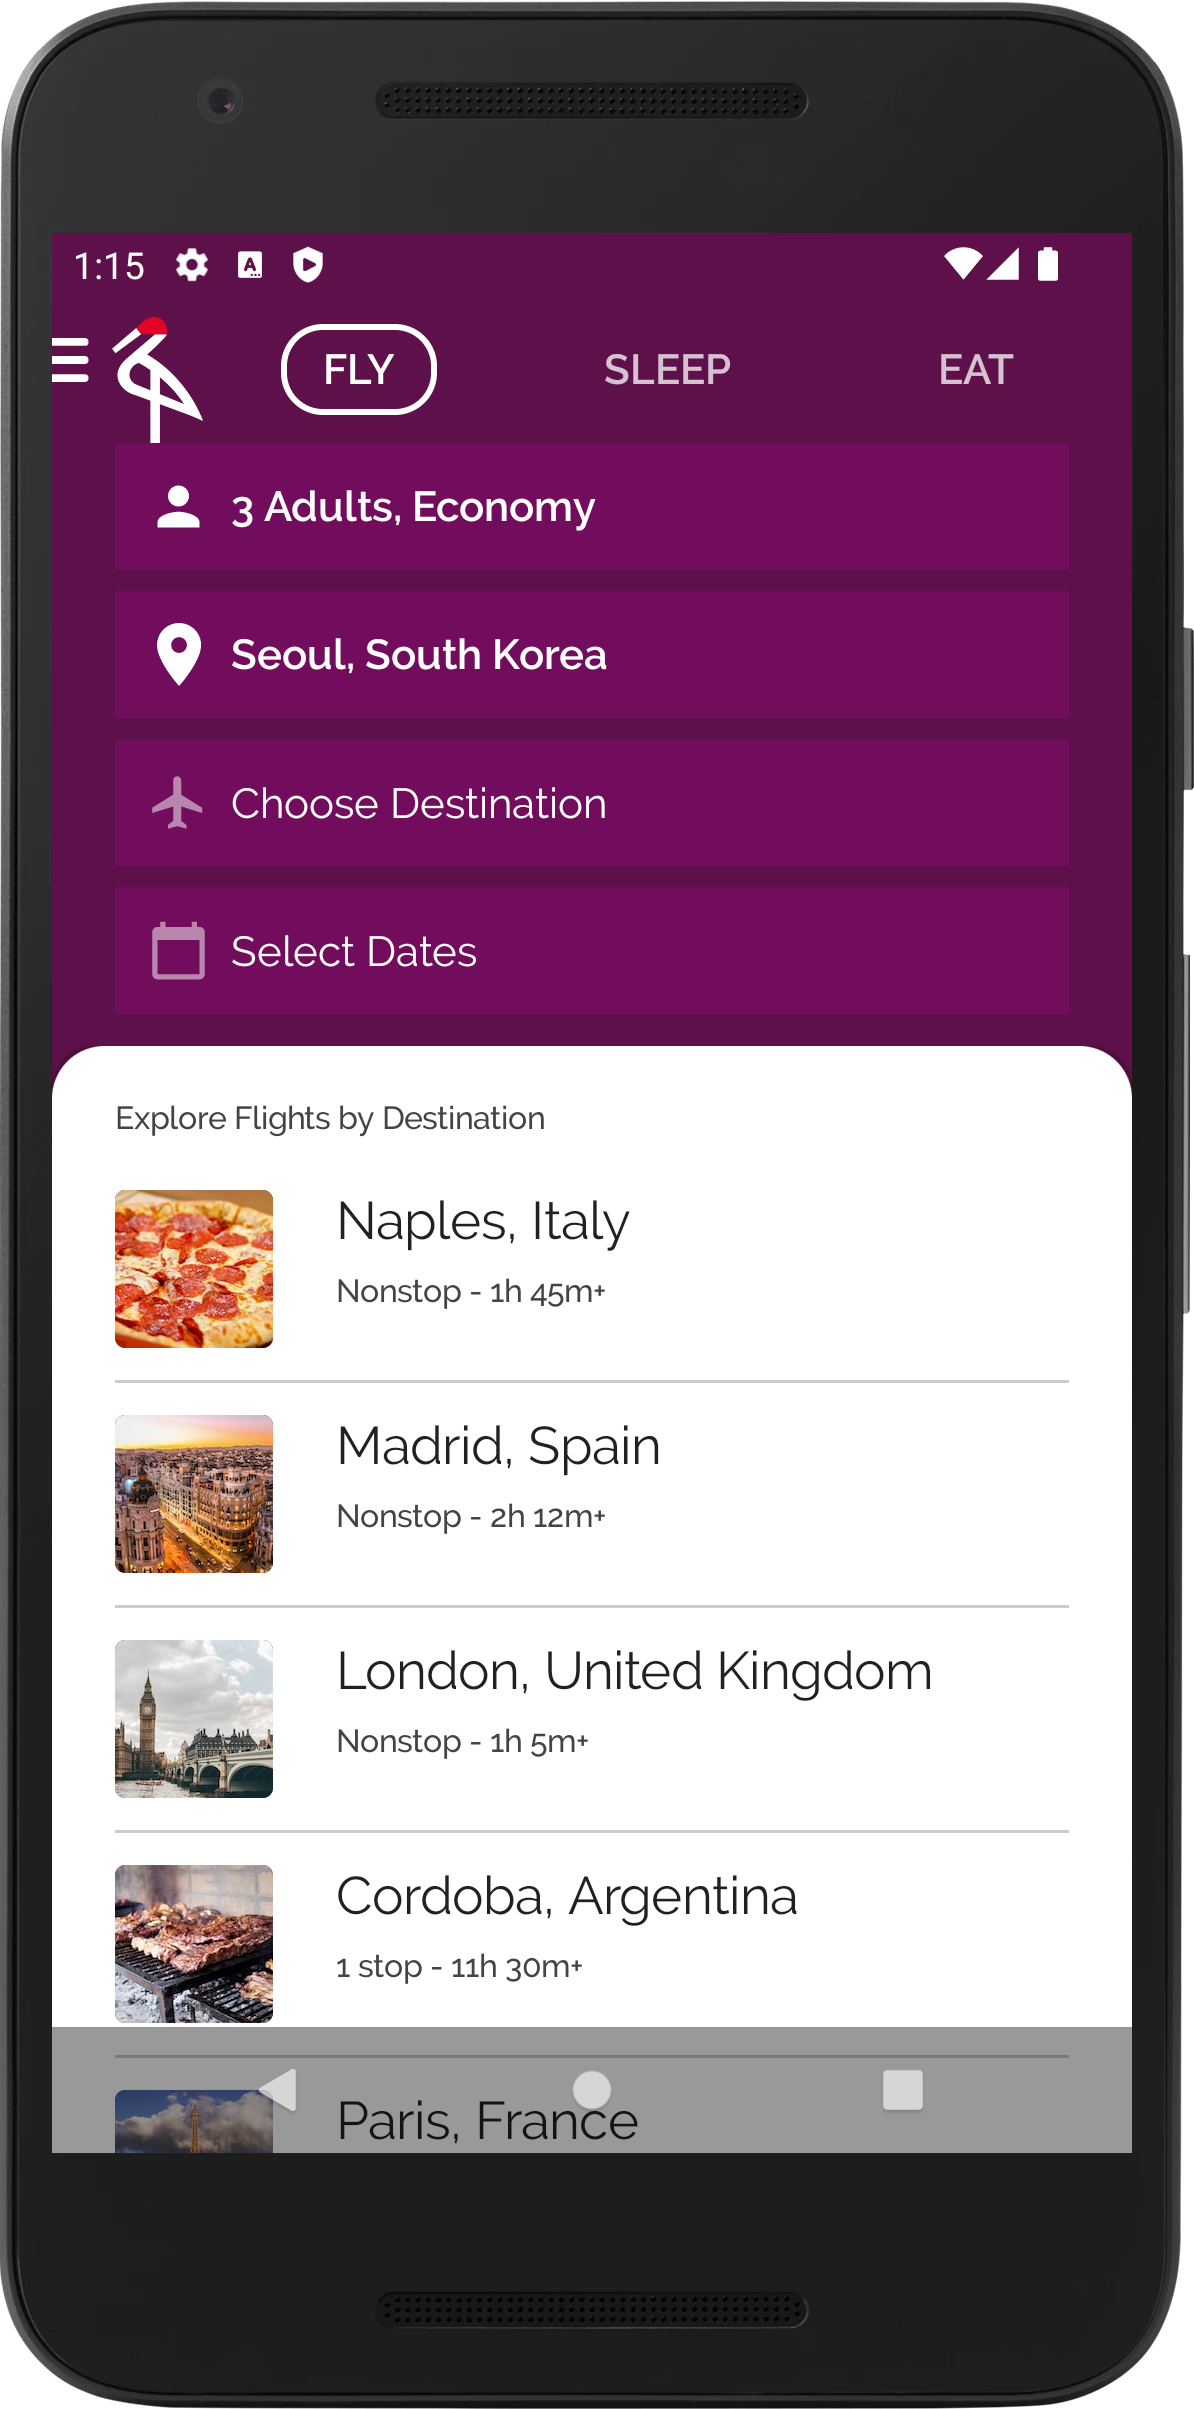 1:15
FLY
SLEEP
EAT
3 Adults, Economy
Seoul, South Korea
Choose Destination
Select Dates
Explore Flights by Destination
Naples, Italy
Nonstop - 1h 45m+
Madrid, Spain
Nonstop - 2h 12m+
London, United Kingdom
Nonstop - 1h 5m+
Cordoba, Argentina
1 stop - 11h 30m+
Paris, France